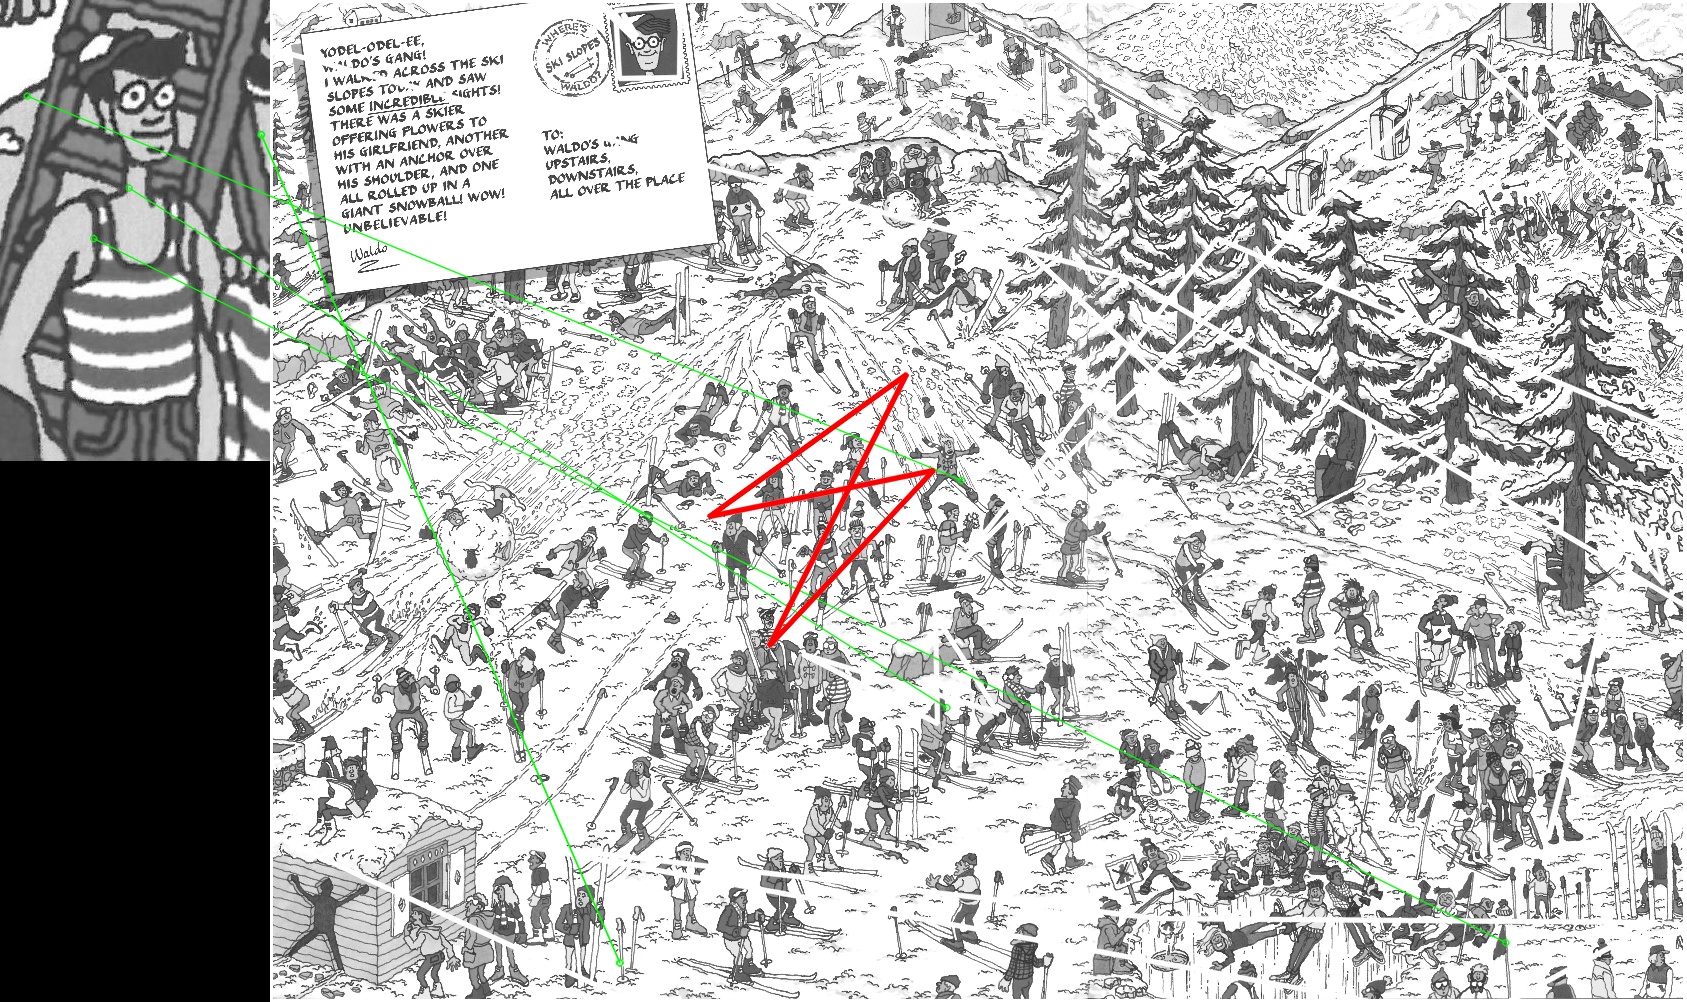 YODEL-ODEL-EE,
WALDO'S GANG!
I WALKED ACROSS THE SKI
SLOPES TODAY AND SAW
SOME INCREDIBLE SIGHTS!
THERE WAS A SKIER
OFFERING FLOWERS TO
HIS GIRLFRIEND, ANOTHER
WITH AN ANCHOR OVER
HIS SHOULDER, AND ONE
ALL ROLLED UP IN A
GIANT SNOWBALL! WOW!
UNBELIEVABLE!
Waldo
WHERE'S
SKI SLOPES
WALDO?
TO:
WALDO'S GANG
UPSTAIRS,
DOWNSTAIRS,
ALL OVER THE PLACE